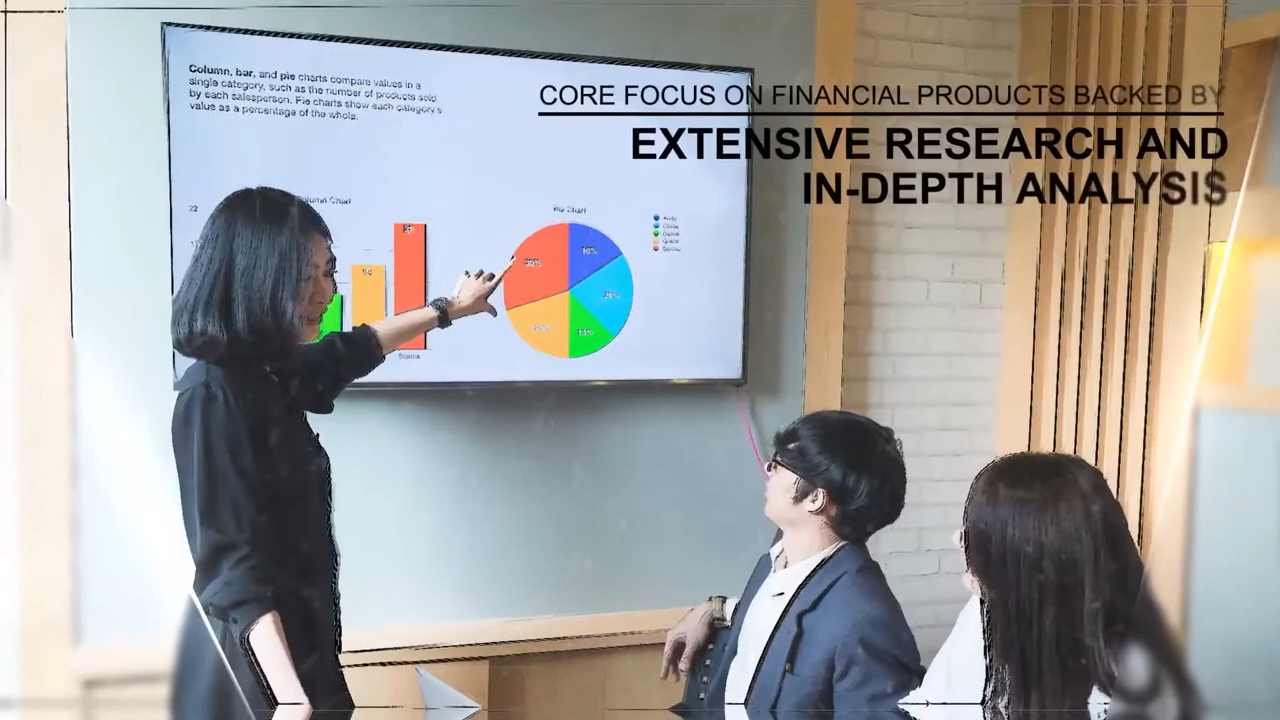 Column, bar, and pie charts compare values in a
single category, such as the number of products sold
by each salesperson. Pie charts show each category's
value as a percentage of the whole.
CORE FOCUS ON FINANCIAL PRODUCTS BACKED BY
EXTENSIVE RESEARCH AND
IN-DEPTH ANALYSIS
Column Chart
Pie Chart
22